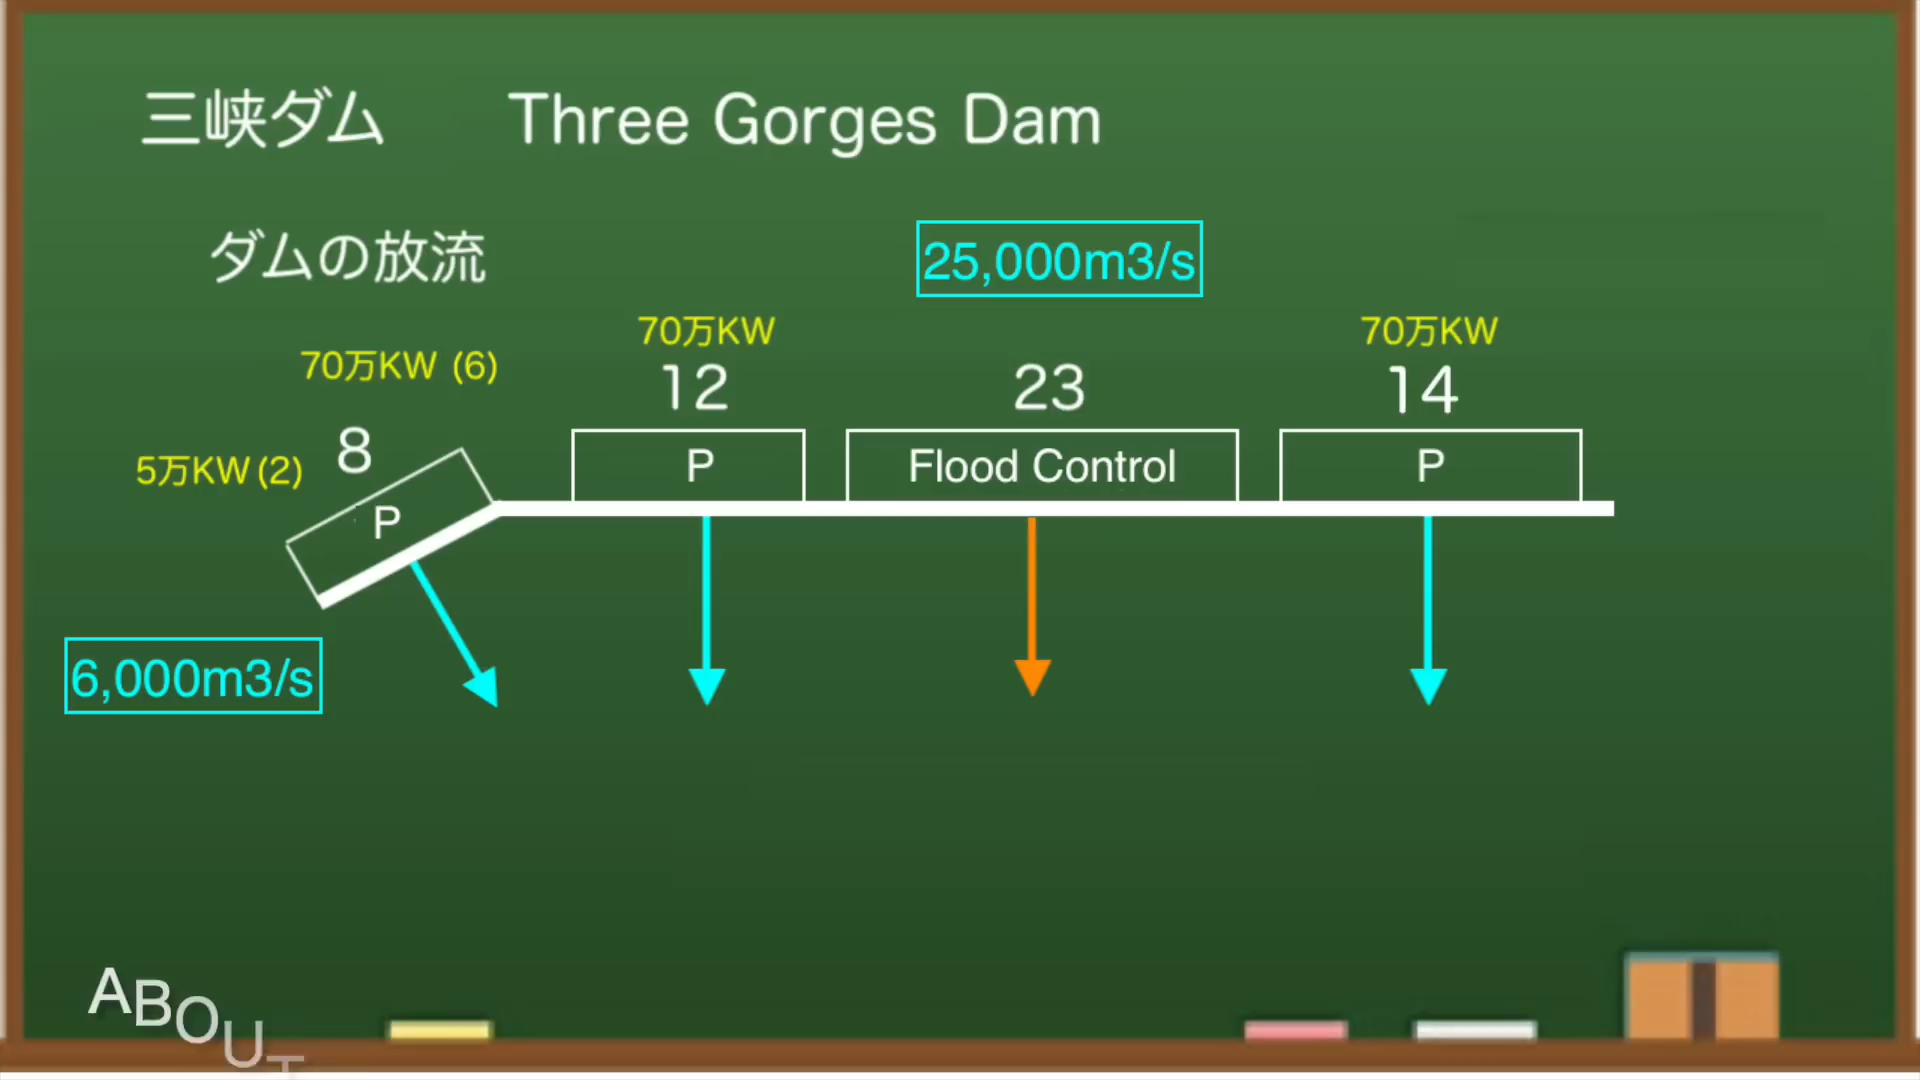 三峡ダム Three Gorges Dam
ダムの放流
25,000m3/s
70万KW
70万KW
70万KW (6)
12
23
14
8
5万KW (2)
P
Flood Control
P
P
6,000m3/s
ABOUT